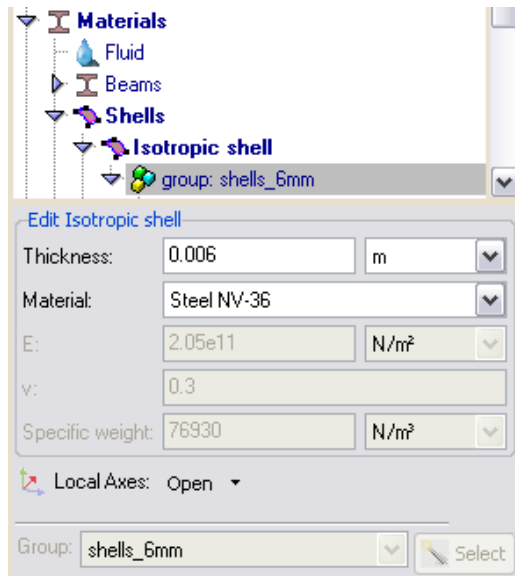 Materials
Fluid
Beams
Shells
Isotropic shell
group: shells_6mm
Edit Isotropic shell
Thickness: 0.006 m
Material: Steel NV-36
E: 2.05e11 N/m²
v: 0.3
Specific weight: 76930 N/m³
Local Axes: Open
Group: shells_6mm Select